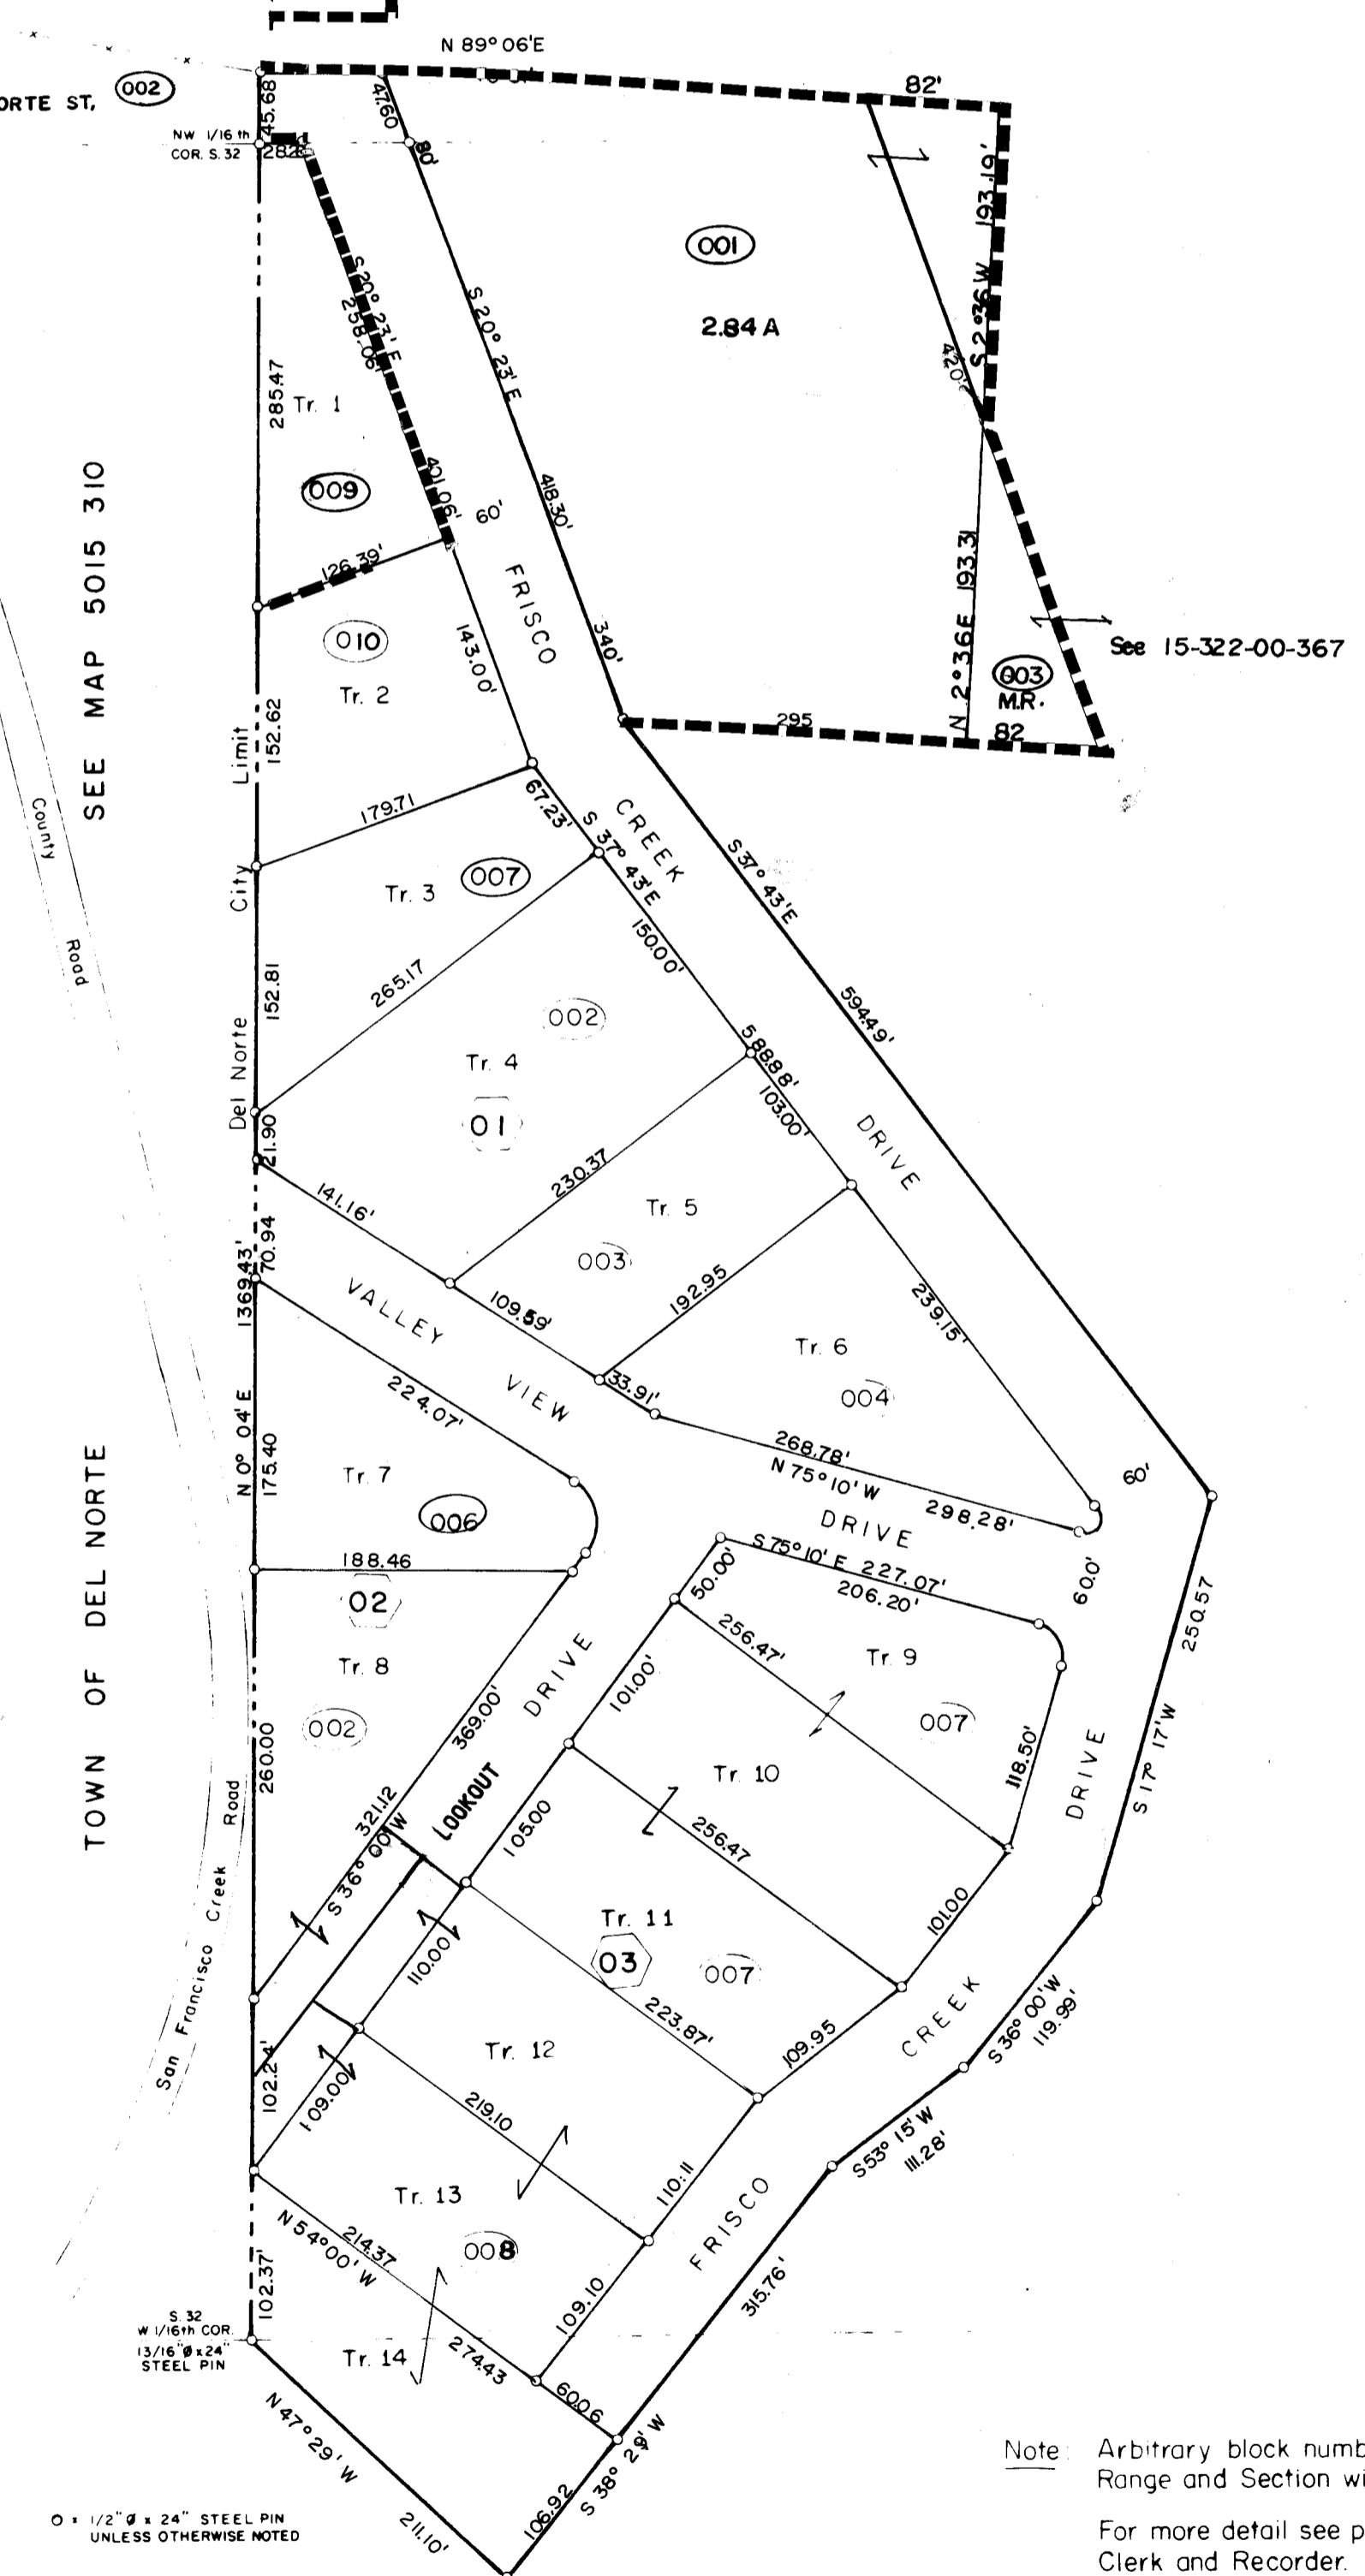 N 89° 06'E
82'
ORTE ST,
002
45.68
47.60
80'
NW 1/16 th
COR. S. 32
001
2.84 A
S 2°36'W 193.19'
420'
S 20° 23' E
258.06'
S 20° 23' E
285.47
Tr. 1
009
401.06'
418.30'
60'
126.39'
FRISCO
340'
SEE MAP 5015 310
010
Tr. 2
143.00'
152.62
N 2°36E 193.31
See 15-322-00-367
003
M.R.
82
295
Limit
City
Del Norte
County
Road
179.71
67.23'
S 37° 43'E
CREEK
S 37° 43'E
Tr. 3
007
152.81
265.17
150.00'
594.49'
002
Tr. 4
01
588.88'
103.00'
DRIVE
21.90
141.16'
230.37
Tr. 5
003
70.94
1369.43'
VALLEY
109.59'
192.95
239.15'
Tr. 6
004
33.91'
VIEW
224.07'
N 0° 04' E
175.40
268.78'
N 75°10' W
298.28'
60'
Tr. 7
006
DRIVE
S 75°10' E 227.07'
206.20'
60.0'
50.00'
188.46
02
Tr. 8
002
256.47'
Tr. 9
007
250.57
TOWN OF DEL NORTE
DRIVE
101.00'
369.00'
260.00
118.50'
DRIVE
S 17° 17' W
Tr. 10
LOOKOUT
321.12
S 36° 00' W
105.00
256.47
San Francisco Creek Road
101.00
Tr. 11
03
007
110.00
223.87'
109.95
CREEK
S 36° 00' W
119.99'
102.24'
109.00
Tr. 12
219.10
S 53° 15' W
111.28'
110.11
FRISCO
Tr. 13
008
N 54°00' W
214.37
102.37'
109.10
315.76'
S. 32
W 1/16th COR.
13/16"Ø x 24"
STEEL PIN
Tr. 14
274.43
60.06
N 47° 29' W
211.10'
106.92
S 38° 29' W
O = 1/2" Ø x 24" STEEL PIN
UNLESS OTHERWISE NOTED
Note: Arbitrary block numb
Range and Section wi
For more detail see p
Clerk and Recorder.